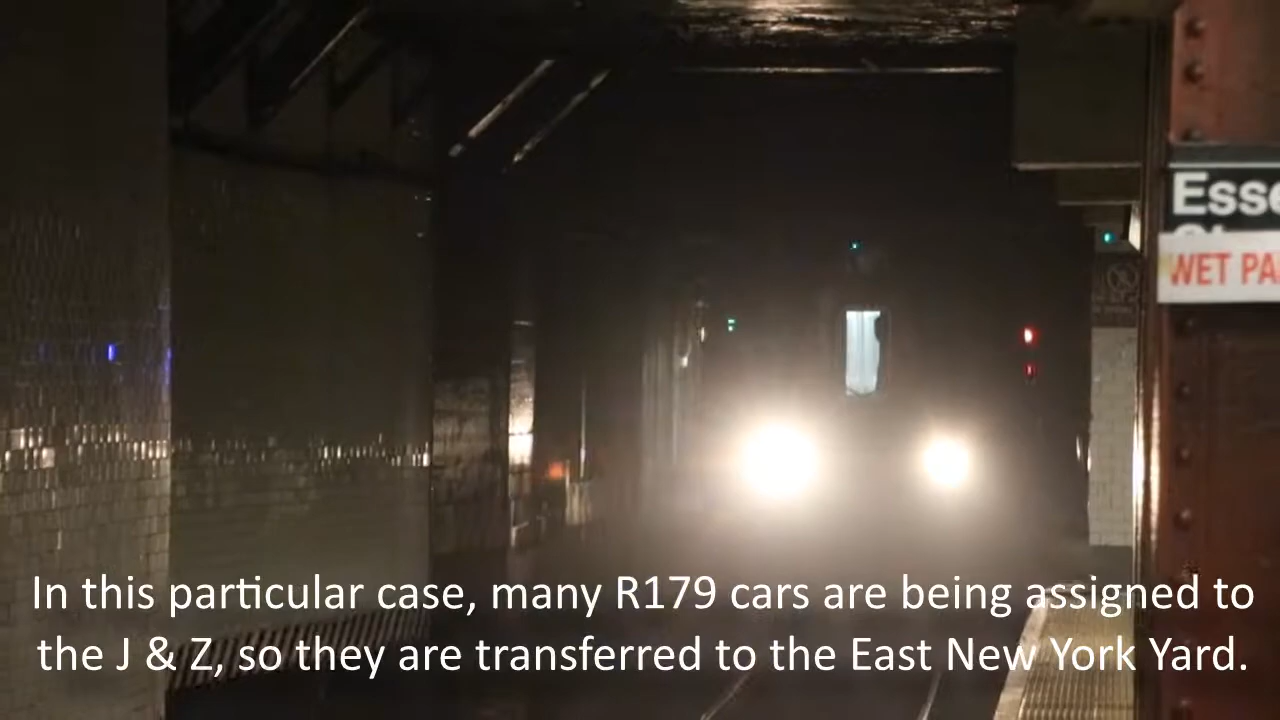 Esse
WET PA
In this particular case, many R179 cars are being assigned to
the J & Z, so they are transferred to the East New York Yard.